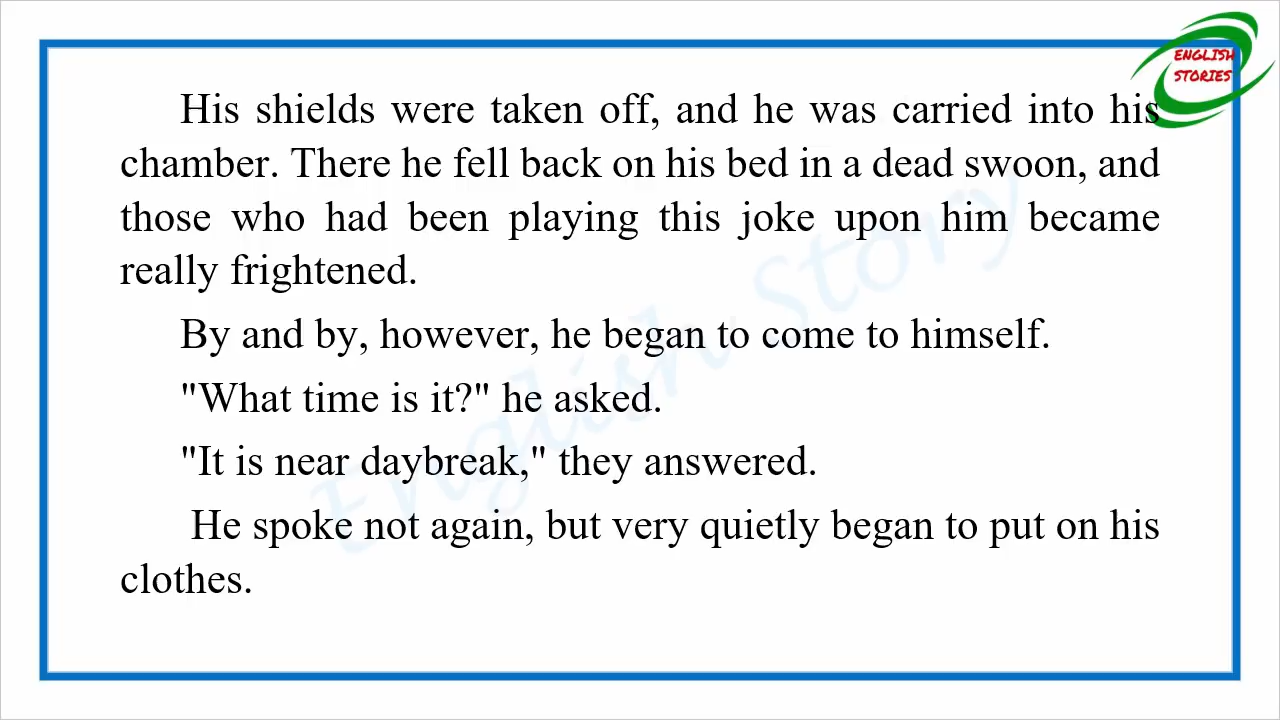 ENGLISH
STORIES
His shields were taken off, and he was carried into his
chamber. There he fell back on his bed in a dead swoon, and
those who had been playing this joke upon him became
really frightened.
By and by, however, he began to come to himself.
"What time is it?" he asked.
"It is near daybreak," they answered.
He spoke not again, but very quietly began to put on his
clothes.
English Story